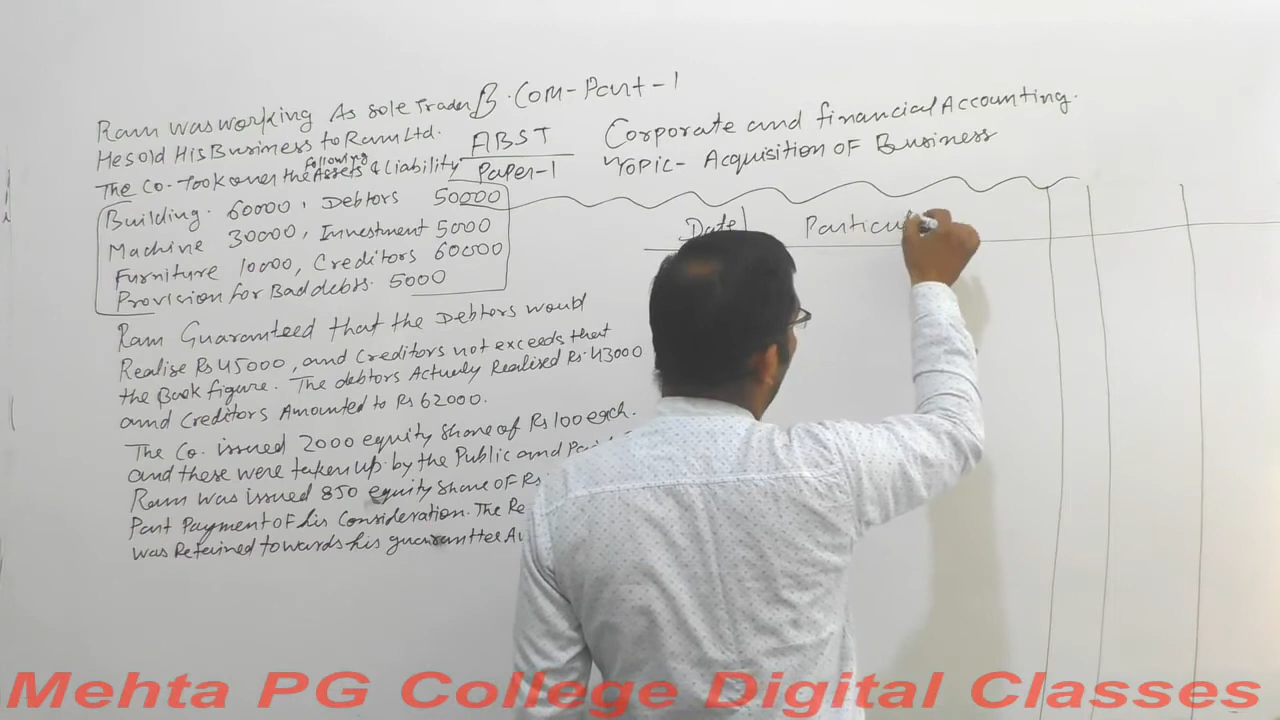 Ram was working As sole Trader
He sold His Business to Ram Ltd.
The Co. Took over the following Assets & Liability
Building. 60000, Debtors 50000
Machine 30000, Investment 5000
Furniture 10000, Creditors 60000
Provision for Bad debts. 5000
Ram Guaranteed that the Debtors would
Realise Rs 45000, and Creditors not exceeds that
the Book figure. The debtors Actually Realised Rs. 43000
and Creditors Amounted to Rs 62000.
The Co. issued 2000 equity share of Rs 100 each.
and these were taken up by the Public and
Ram was issued 850 equity share of Rs
Part Payment of his Consideration. The
was Retained towards his guaranttee
B.Com-Part-1
ABST
Paper-1
Corporate and financial Accounting.
Topic- Acquisition OF Business
Date
Particu
Mehta PG College Digital Classes